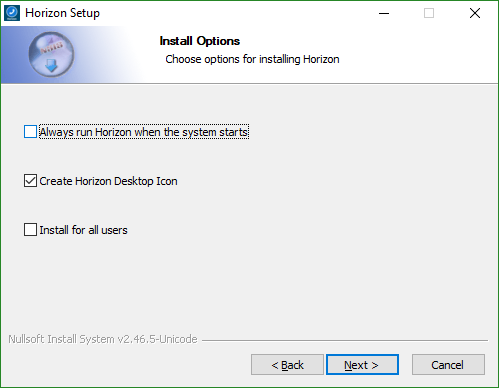 Horizon Setup
Install Options
Choose options for installing Horizon
Always run Horizon when the system starts
Create Horizon Desktop Icon
Install for all users
Nullsoft Install System v2.46.5-Unicode
< Back
Next >
Cancel